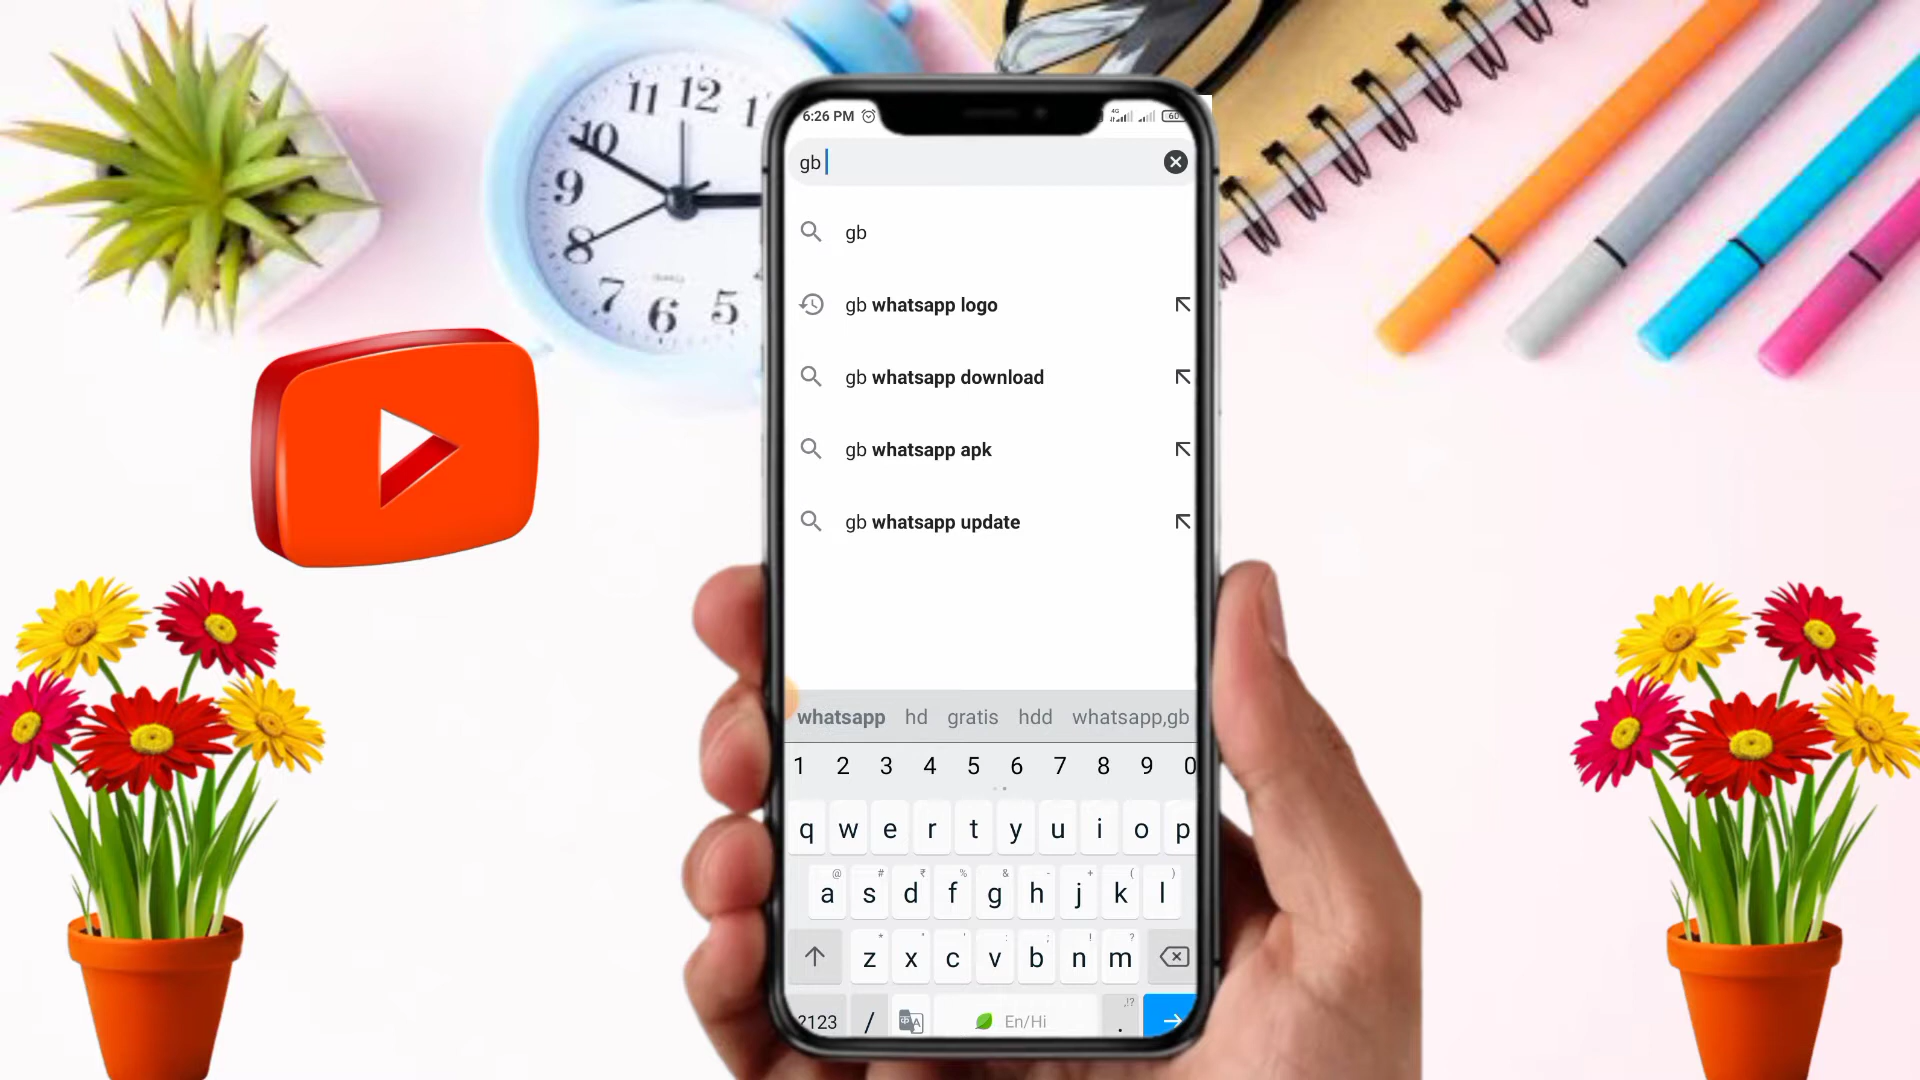 11 12 1
10
9
8
7 6 5
6:26 PM 4G 60
gb
gb
gb whatsapp logo
gb whatsapp download
gb whatsapp apk
gb whatsapp update
whatsapp hd gratis hdd whatsapp,gb
1 2 3 4 5 6 7 8 9 0
q w e r t y u i o p
@ # ₹ % & - + ( )
a s d f g h j k l
* " ' : ; ! ?
z x c v b n m
,!?
?123 / En/Hi .